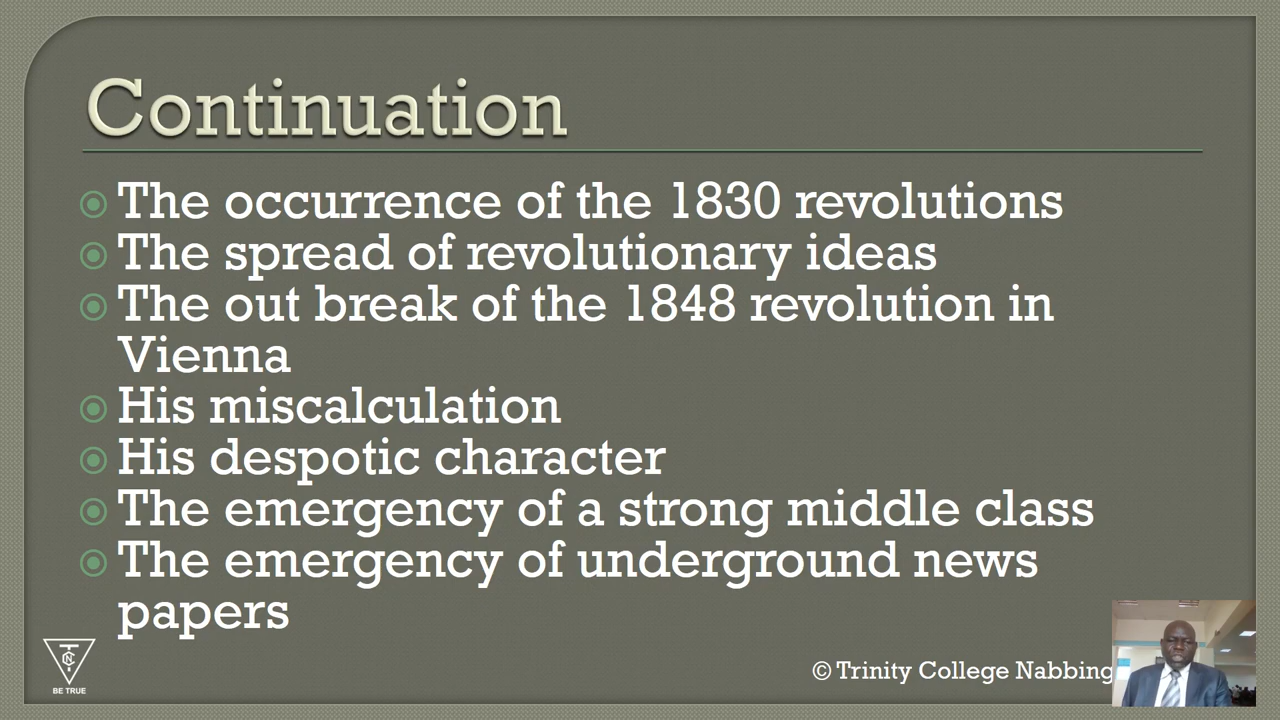 Continuation
The occurrence of the 1830 revolutions
The spread of revolutionary ideas
The out break of the 1848 revolution in
Vienna
His miscalculation
His despotic character
The emergency of a strong middle class
The emergency of underground news
papers
BE TRUE
© Trinity College Nabbing